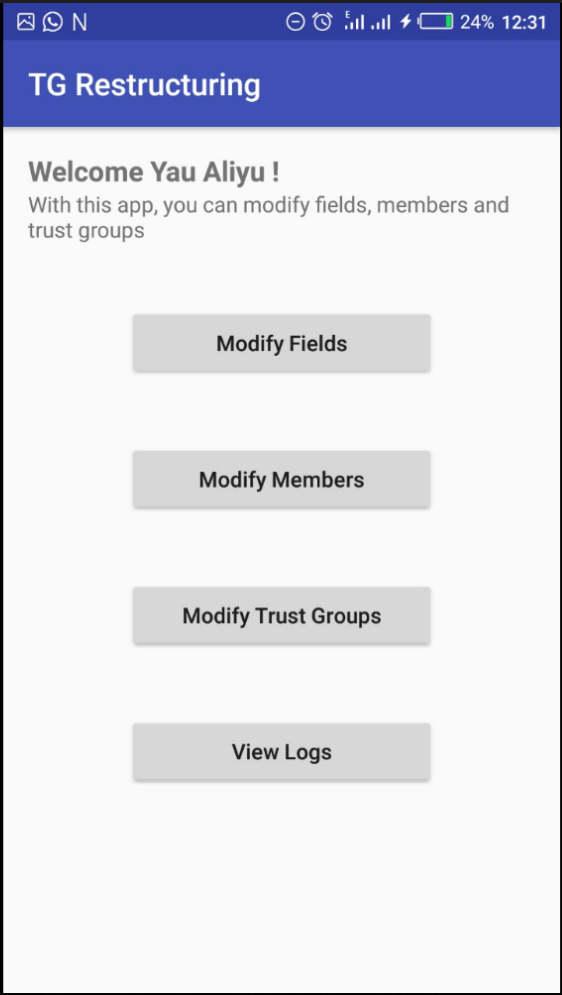 N E 24% 12:31
TG Restructuring
Welcome Yau Aliyu !
With this app, you can modify fields, members and
trust groups
Modify Fields
Modify Members
Modify Trust Groups
View Logs